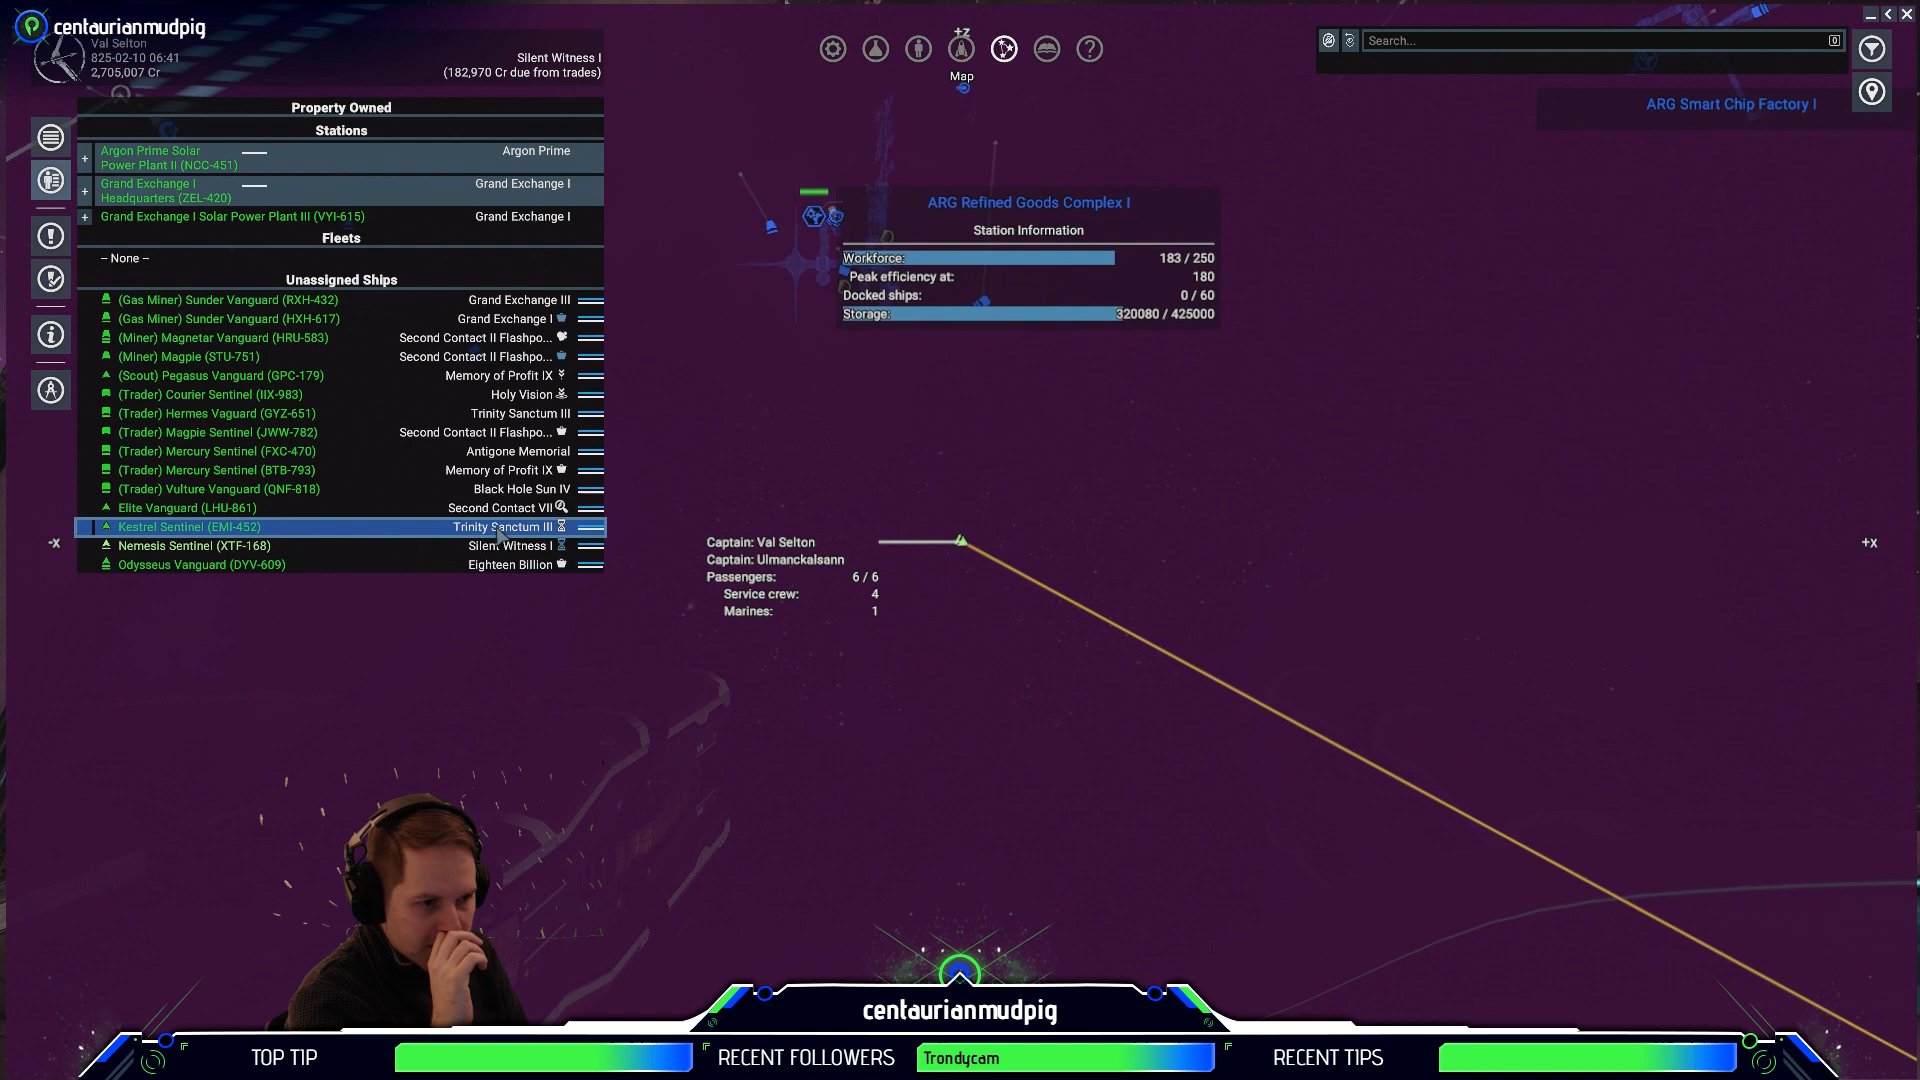 centaurianmudpig
Val Selton
825-02-10 06:41
2,705,007 Cr
Silent Witness I
(182,970 Cr due from trades)
+Z
Map
Search...
0
ARG Smart Chip Factory I
Property Owned
Stations
Argon Prime Solar
Power Plant II (NCC-451)
Argon Prime
Grand Exchange I
Headquarters (ZEL-420)
Grand Exchange I
Grand Exchange I Solar Power Plant III (VYI-615)
Grand Exchange I
Fleets
-- None --
Unassigned Ships
(Gas Miner) Sunder Vanguard (RXH-432) Grand Exchange III
(Gas Miner) Sunder Vanguard (HXH-617) Grand Exchange I
(Miner) Magnetar Vanguard (HRU-583) Second Contact II Flashpo...
(Miner) Magpie (STU-751) Second Contact II Flashpo...
(Scout) Pegasus Vanguard (GPC-179) Memory of Profit IX
(Trader) Courier Sentinel (IIX-983) Holy Vision
(Trader) Hermes Vaguard (GYZ-651) Trinity Sanctum III
(Trader) Magpie Sentinel (JWW-782) Second Contact II Flashpo...
(Trader) Mercury Sentinel (FXC-470) Antigone Memorial
(Trader) Mercury Sentinel (BTB-793) Memory of Profit IX
(Trader) Vulture Vanguard (QNF-818) Black Hole Sun IV
Elite Vanguard (LHU-861) Second Contact VII
Kestrel Sentinel (EMI-452) Trinity Sanctum III
Nemesis Sentinel (XTF-168) Silent Witness I
Odysseus Vanguard (DYV-609) Eighteen Billion
ARG Refined Goods Complex I
Station Information
Workforce: 183 / 250
Peak efficiency at: 180
Docked ships: 0 / 60
Storage: 320080 / 425000
-X
+X
Captain: Val Selton
Captain: Ulmanckalsann
Passengers: 6 / 6
Service crew: 4
Marines: 1
centaurianmudpig
TOP TIP
RECENT FOLLOWERS
Trondycam
RECENT TIPS